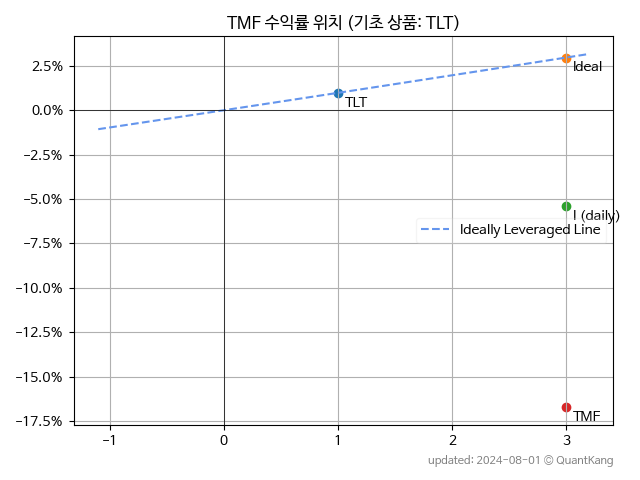 TMF 수익률 위치 (기초 상품: TLT)
2.5%
0.0%
−2.5%
−5.0%
−7.5%
−10.0%
−12.5%
−15.0%
−17.5%
Ideal
TLT
I (daily)
Ideally Leveraged Line
TMF
−1
0
1
2
3
updated: 2024-08-01 © QuantKang